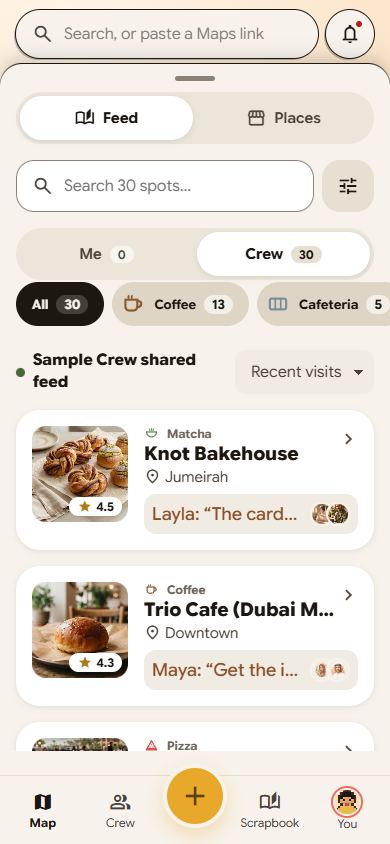 Search, or paste a Maps link
Feed
Places
Search 30 spots...
Me 0
Crew 30
All 30
Coffee 13
Cafeteria 5
Sample Crew shared
feed
Recent visits
Matcha
Knot Bakehouse
Jumeirah
4.5
Layla: “The card...
Coffee
Trio Cafe (Dubai M...
Downtown
4.3
Maya: “Get the i...
Pizza
Map
Crew
Scrapbook
You